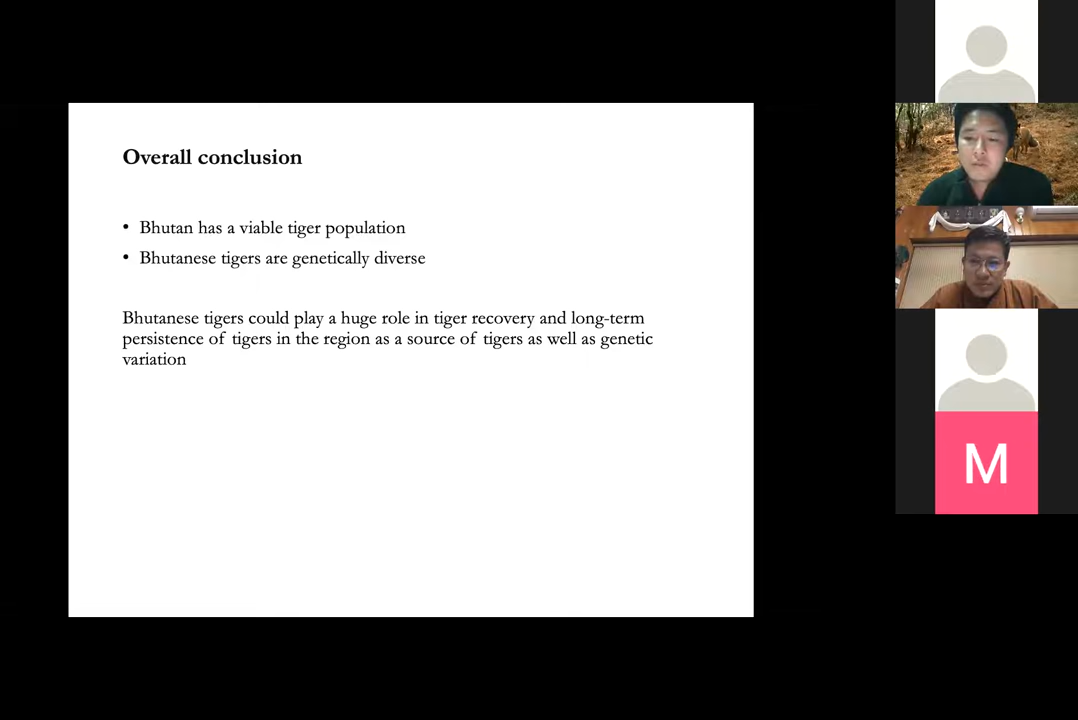 Overall conclusion
• Bhutan has a viable tiger population
• Bhutanese tigers are genetically diverse
Bhutanese tigers could play a huge role in tiger recovery and long-term
persistence of tigers in the region as a source of tigers as well as genetic
variation
M